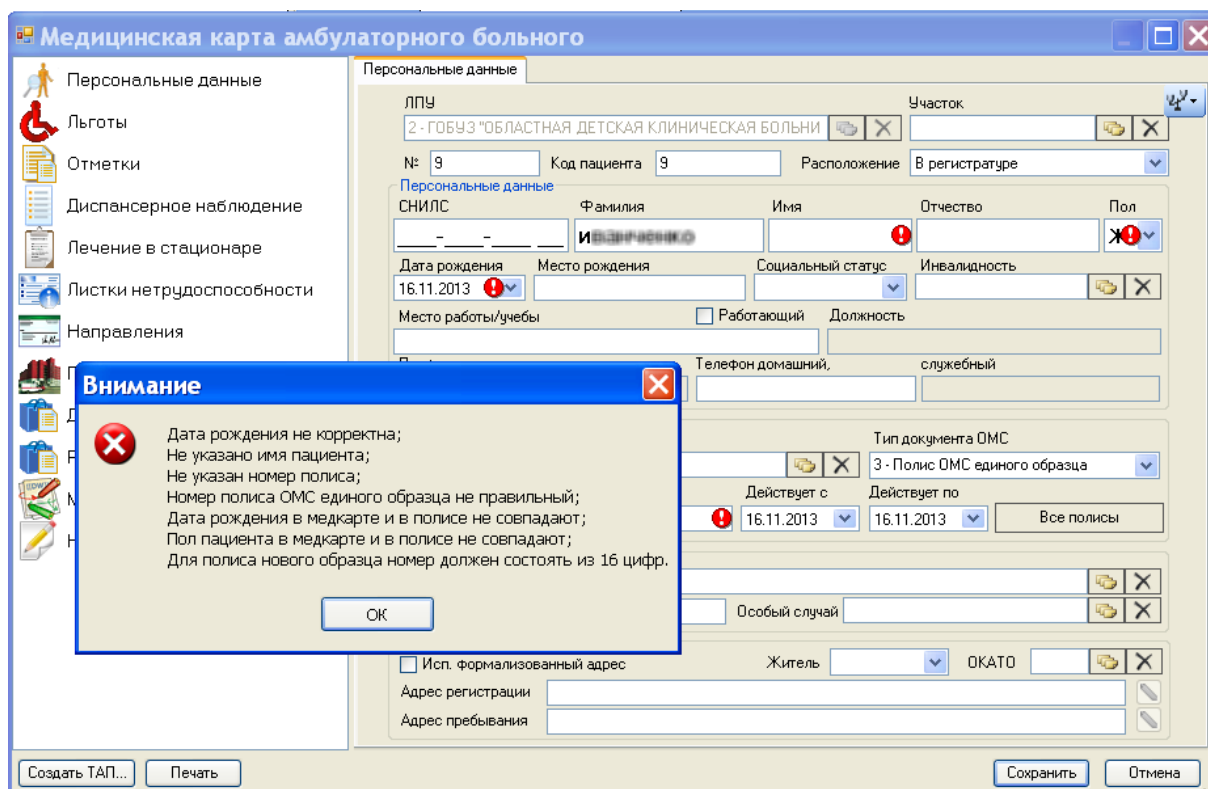 Медицинская карта амбулаторного больного
Персональные данные
Льготы
Отметки
Диспансерное наблюдение
Лечение в стационаре
Листки нетрудоспособности
Направления
Персональные данные
ЛПУ Участок
2 - ГОБУЗ "ОБЛАСТНАЯ ДЕТСКАЯ КЛИНИЧЕСКАЯ БОЛЬНИ
№ 9 Код пациента 9 Расположение В регистратуре
Персональные данные
СНИЛС Фамилия Имя Отчество Пол
___-___-___ __ И Ж
Дата рождения Место рождения Социальный статус Инвалидность
16.11.2013
Место работы/учебы Работающий Должность
Телефон домашний, служебный
Тип документа ОМС
3 - Полис ОМС единого образца
Действует с Действует по
16.11.2013 16.11.2013 Все полисы
Особый случай
Исп. формализованный адрес Житель ОКАТО
Адрес регистрации
Адрес пребывания
Внимание
Дата рождения не корректна;
Не указано имя пациента;
Не указан номер полиса;
Номер полиса ОМС единого образца не правильный;
Дата рождения в медкарте и в полисе не совпадают;
Пол пациента в медкарте и в полисе не совпадают;
Для полиса нового образца номер должен состоять из 16 цифр.
ОК
Создать ТАП... Печать Сохранить Отмена